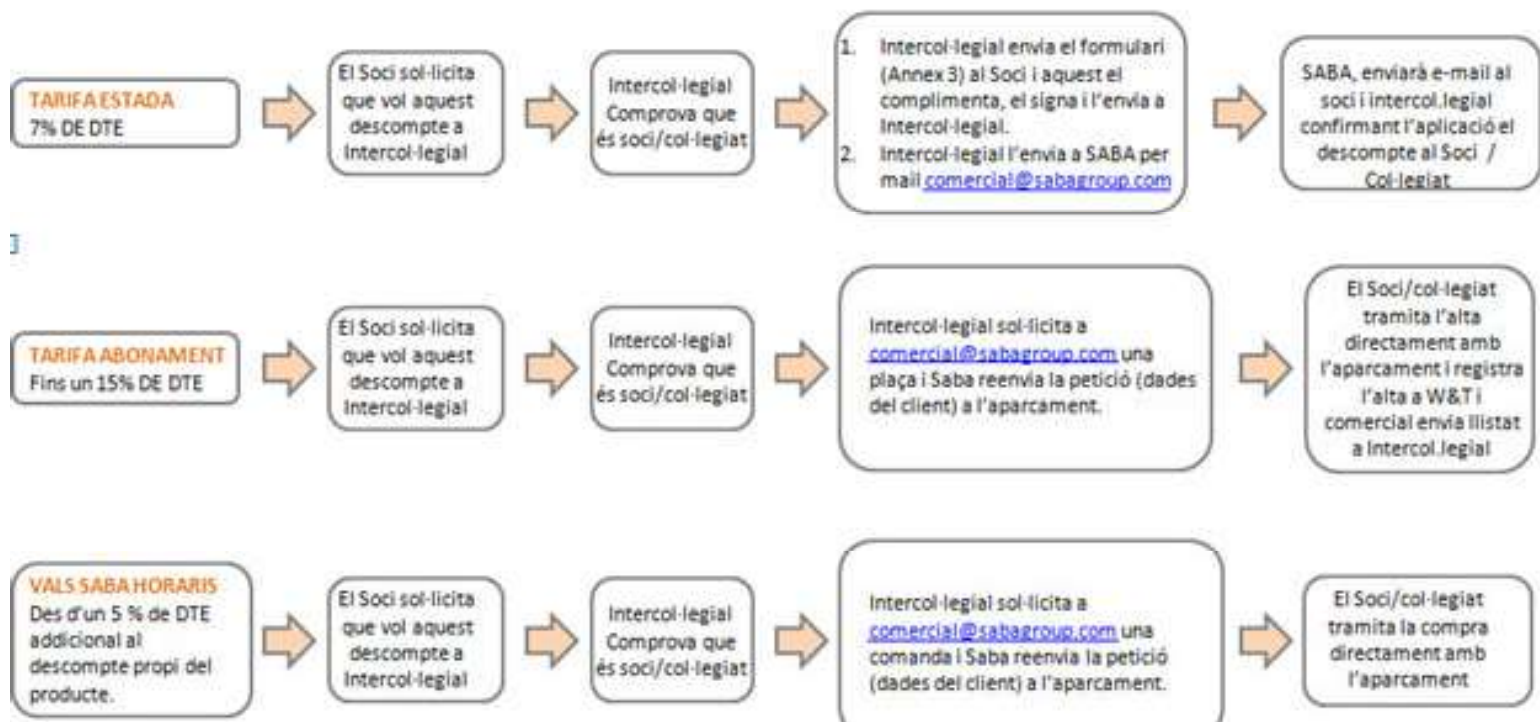 TARIFA ESTADA
7% DE DTE
El Soci sol·licita
que vol aquest
descompte a
Intercol·legial
Intercol·legial
Comprova que
és soci/col·legiat
1. Intercol·legial envia el formulari
(Annex 3) al Soci i aquest el
complimenta, el signa i l'envia a
Intercol·legial.
2. Intercol·legial l'envia a SABA per
mail comercial@sabagroup.com
SABA, enviarà e-mail al
soci i intercol.legial
confirmant l'aplicació el
descompte al Soci /
Col·legiat
TARIFA ABONAMENT
Fins un 15% DE DTE
El Soci sol·licita
que vol aquest
descompte a
Intercol·legial
Intercol·legial
Comprova que
és soci/col·legiat
Intercol·legial sol·licita a
comercial@sabagroup.com una
plaça i Saba reenvia la petició (dades
del client) a l'aparcament.
El Soci/col·legiat
tramita l'alta
directament amb
l'aparcament i registra
l'alta a W&T i
comercial envia llistat
a Intercol.legial
VALS SABA HORARIS
Des d'un 5 % de DTE
addicional al
descompte propi del
producte.
El Soci sol·licita
que vol aquest
descompte a
Intercol·legial
Intercol·legial
Comprova que
és soci/col·legiat
Intercol·legial sol·licita a
comercial@sabagroup.com una
comanda i Saba reenvia la petició
(dades del client) a l'aparcament.
El Soci/col·legiat
tramita la compra
directament amb
l'aparcament